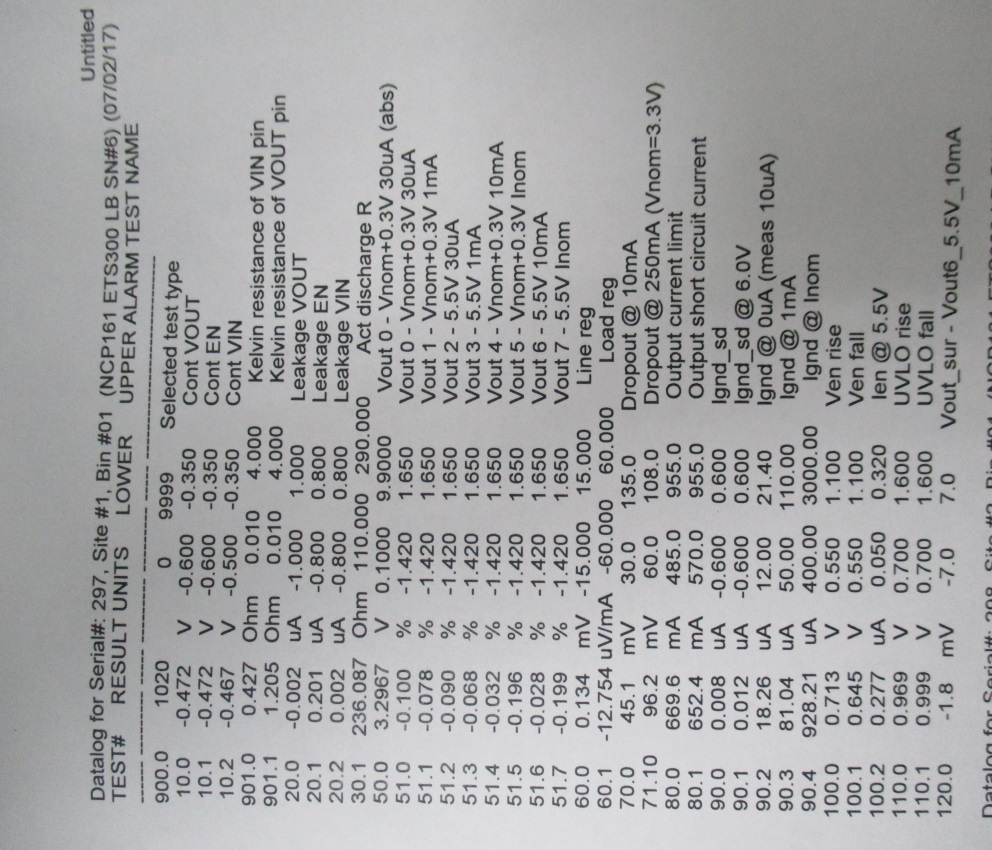 Untitled
Datalog for Serial#: 297, Site #1, Bin #01 (NCP161 ETS300 LB SN#6) (07/02/17)
TEST# RESULT UNITS LOWER UPPER ALARM TEST NAME
900.0 1020 0 9999 Selected test type
10.0 -0.472 V -0.600 -0.350 Cont VOUT
10.1 -0.472 V -0.600 -0.350 Cont EN
10.2 -0.467 V -0.500 -0.350 Cont VIN
901.0 0.427 Ohm 0.010 4.000 Kelvin resistance of VIN pin
901.1 1.205 Ohm 0.010 4.000 Kelvin resistance of VOUT pin
20.0 -0.002 uA -1.000 1.000 Leakage VOUT
20.1 0.201 uA -0.800 0.800 Leakage EN
20.2 0.002 uA -0.800 0.800 Leakage VIN
30.1 236.087 Ohm 110.000 290.000 Act discharge R
50.0 3.2967 V 0.1000 9.9000 Vout 0 - Vnom+0.3V 30uA (abs)
51.0 -0.100 % -1.420 1.650 Vout 0 - Vnom+0.3V 30uA
51.1 -0.078 % -1.420 1.650 Vout 1 - Vnom+0.3V 1mA
51.2 -0.090 % -1.420 1.650 Vout 2 - 5.5V 30uA
51.3 -0.068 % -1.420 1.650 Vout 3 - 5.5V 1mA
51.4 -0.032 % -1.420 1.650 Vout 4 - Vnom+0.3V 10mA
51.5 -0.196 % -1.420 1.650 Vout 5 - Vnom+0.3V Inom
51.6 -0.028 % -1.420 1.650 Vout 6 - 5.5V 10mA
51.7 -0.199 % -1.420 1.650 Vout 7 - 5.5V Inom
60.0 0.134 mV -15.000 15.000 Line reg
60.1 -12.754 uV/mA -60.000 60.000 Load reg
70.0 45.1 mV 30.0 135.0 Dropout @ 10mA
71.10 96.2 mV 60.0 108.0 Dropout @ 250mA (Vnom=3.3V)
80.0 669.6 mA 485.0 955.0 Output current limit
80.1 652.4 mA 570.0 955.0 Output short circuit current
90.0 0.008 uA -0.600 0.600 Ignd_sd
90.1 0.012 uA -0.600 0.600 Ignd_sd @ 6.0V
90.2 18.26 uA 12.00 21.40 Ignd @ 0uA (meas 10uA)
90.3 81.04 uA 50.00 110.00 Ignd @ 1mA
90.4 928.21 uA 400.00 3000.00 Ignd @ Inom
100.0 0.713 V 0.550 1.100 Ven rise
100.1 0.645 V 0.550 1.100 Ven fall
100.2 0.277 uA 0.050 0.320 Ien @ 5.5V
110.0 0.969 V 0.700 1.600 UVLO rise
110.1 0.999 V 0.700 1.600 UVLO fall
120.0 -1.8 mV -7.0 7.0 Vout_sur - Vout6_5.5V_10mA
Datalog for Serial#: 298, Site #2, Bin #01